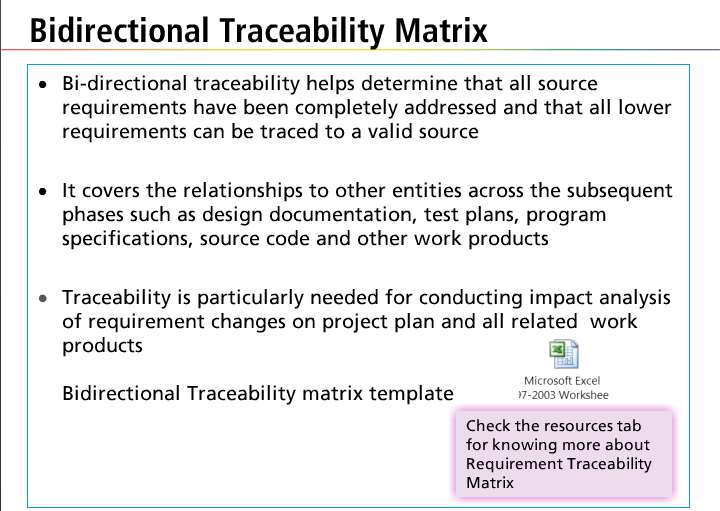 Bidirectional Traceability Matrix
• Bi-directional traceability helps determine that all source
requirements have been completely addressed and that all lower
requirements can be traced to a valid source
• It covers the relationships to other entities across the subsequent
phases such as design documentation, test plans, program
specifications, source code and other work products
• Traceability is particularly needed for conducting impact analysis
of requirement changes on project plan and all related  work
products
Bidirectional Traceability matrix template
Microsoft Excel
97-2003 Workshee
Check the resources tab
for knowing more about
Requirement Traceability
Matrix